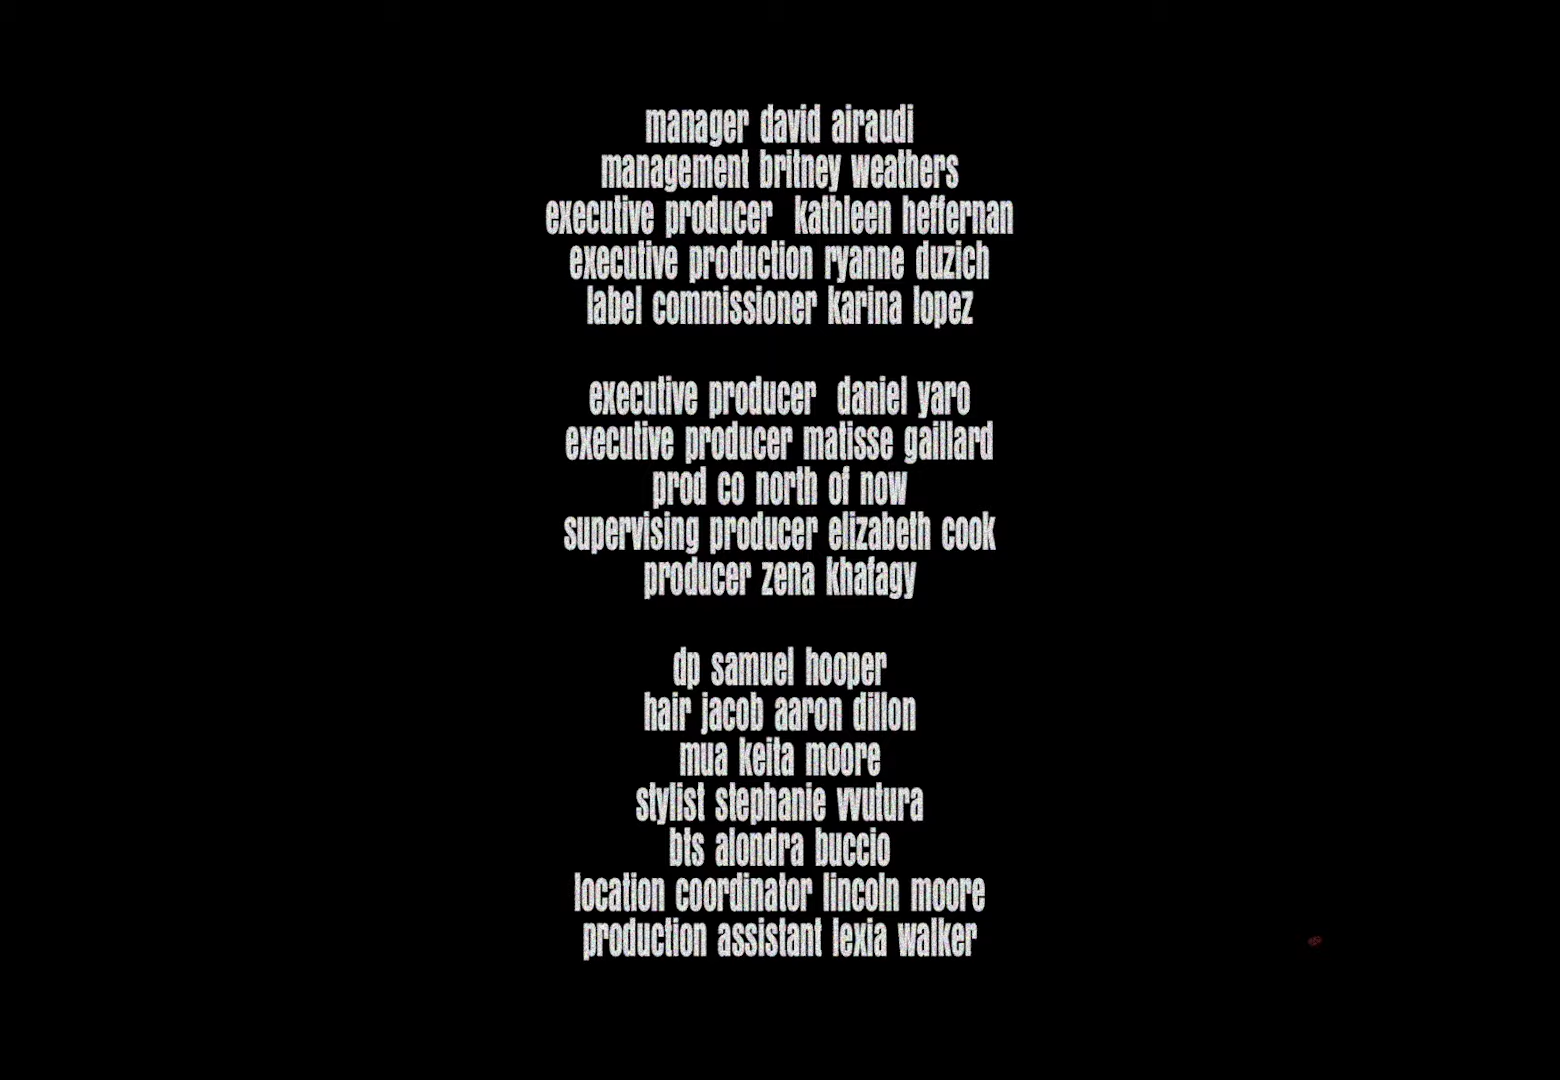 manager david airaudi
management britney weathers
executive producer  kathleen heffernan
executive production ryanne duzich
label commissioner karina lopez
executive producer  daniel yaro
executive producer matisse gaillard
prod co north of now
supervising producer elizabeth cook
producer zena khafagy
dp samuel hooper
hair jacob aaron dillon
mua keita moore
stylist stephanie vvutura
bts alondra buccio
location coordinator lincoln moore
production assistant lexia walker